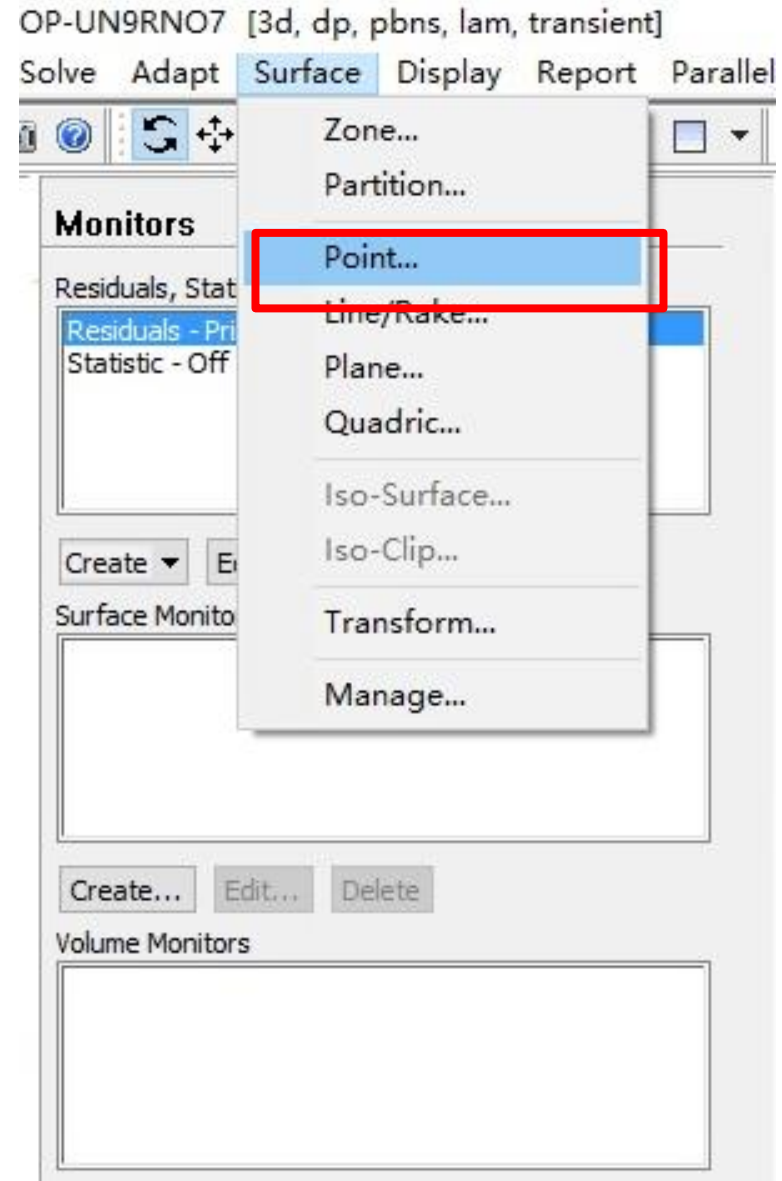 OP-UN9RNO7 [3d, dp, pbns, lam, transient]
Solve Adapt Surface Display Report Parallel
Zone...
Partition...
Monitors
Point...
Residuals, Stat
Line/Rake...
Residuals - Pri
Statistic - Off
Plane...
Quadric...
Iso-Surface...
Iso-Clip...
Create
Surface Monito
Transform...
Manage...
Create... Edit... Delete
Volume Monitors